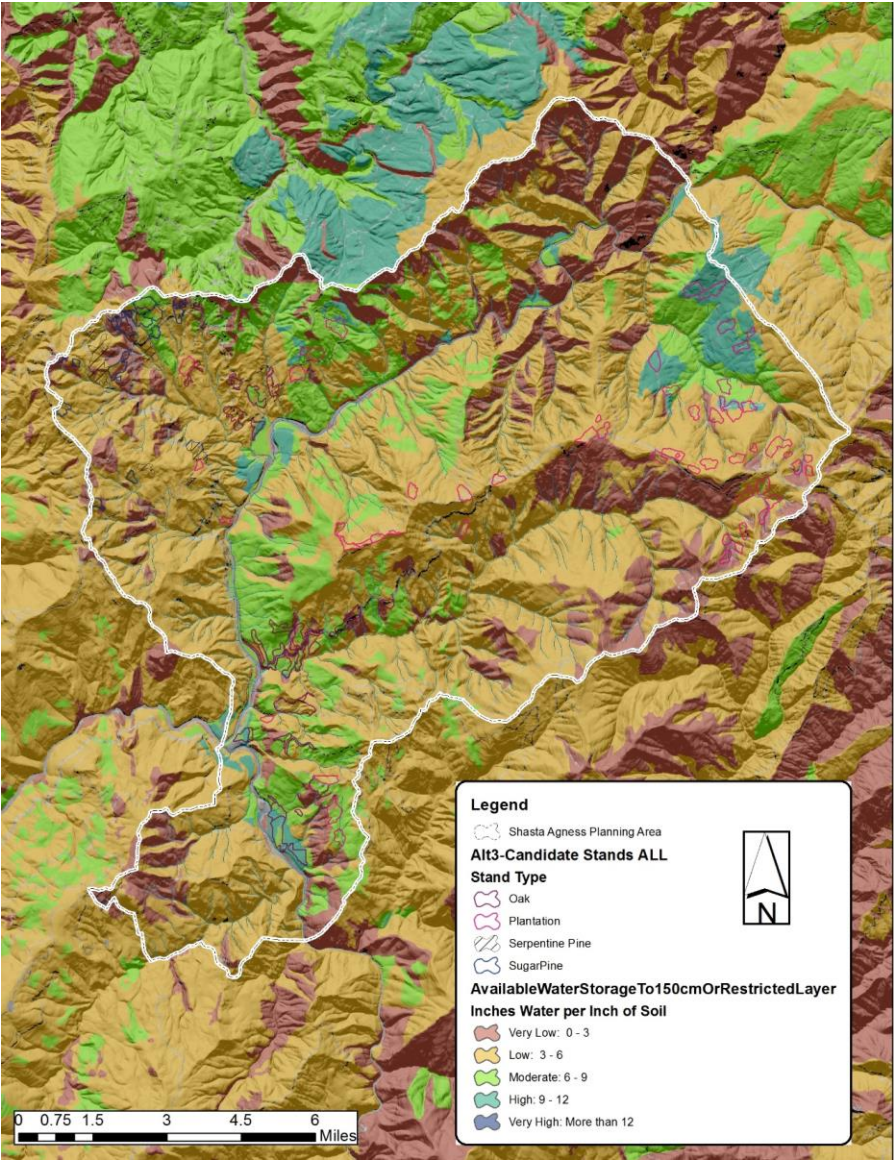 Legend
Shasta Agness Planning Area
Alt3-Candidate Stands ALL
Stand Type
Oak
Plantation
Serpentine Pine
SugarPine
AvailableWaterStorageTo150cmOrRestrictedLayer
Inches Water per Inch of Soil
Very Low: 0 - 3
Low: 3 - 6
Moderate: 6 - 9
High: 9 - 12
Very High: More than 12
N
0 0.75 1.5 3 4.5 6
Miles